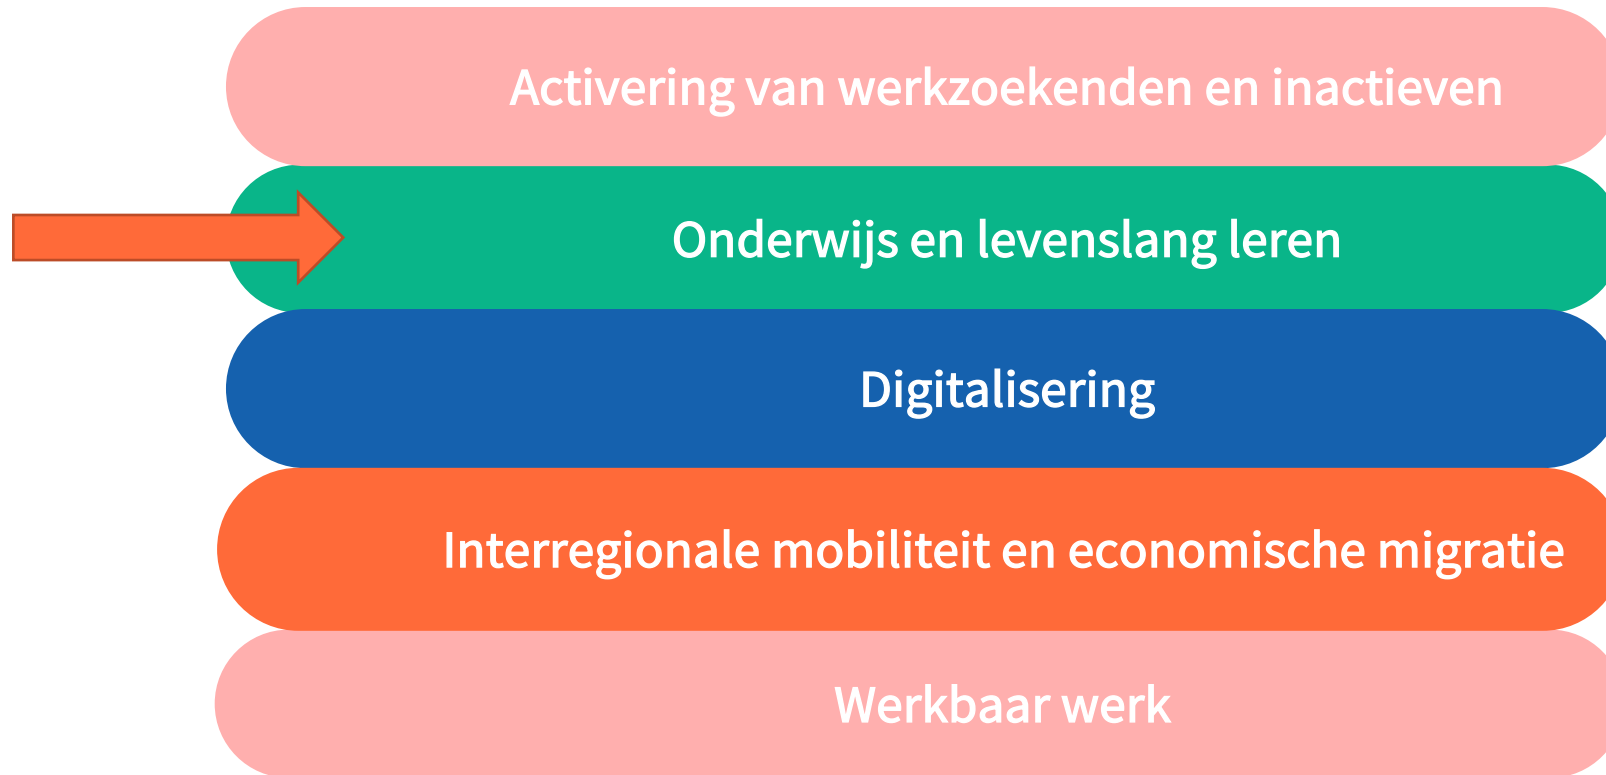 Activering van werkzoekenden en inactieven
Onderwijs en levenslang leren
Digitalisering
Interregionale mobiliteit en economische migratie
Werkbaar werk